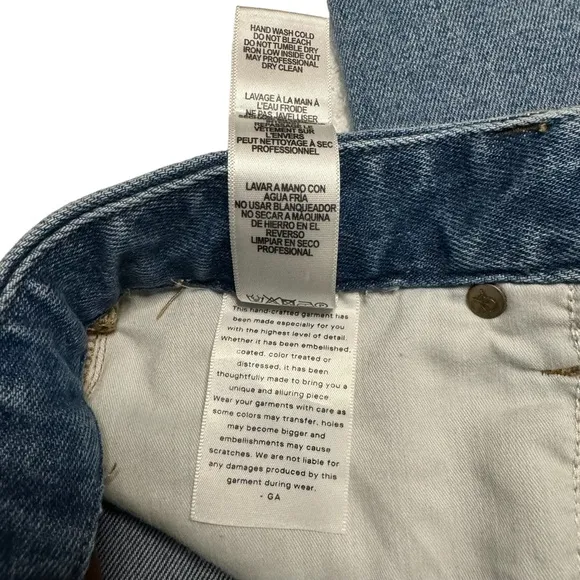 HAND WASH COLD
DO NOT BLEACH
DO NOT TUMBLE DRY
IRON LOW INSIDE OUT
MAY PROFESSIONAL
DRY CLEAN
LAVAGE À LA MAIN À
L'EAU FROIDE
NE PAS JAVELLISER
VÊTEMENT SUR
L'ENVERS
PEUT NETTOYAGE À SEC
PROFESSIONNEL
LAVAR A MANO CON
AGUA FRIA
NO USAR BLANQUEADOR
NO SECAR A MÁQUINA
DE HIERRO EN EL
REVERSO
LIMPIAR EN SECO
PROFESIONAL
This hand-crafted garment has
been made especially for you
with the highest level of detail.
Whether it has been embellished,
coated, color treated or
distressed, it has been
thoughtfully made to bring you a
unique and alluring piece.
Wear your garments with care as
some colors may transfer, holes
may become bigger and
embellishments may cause
scratches. We are not liable for
any damages produced by this
garment during wear.
- GA